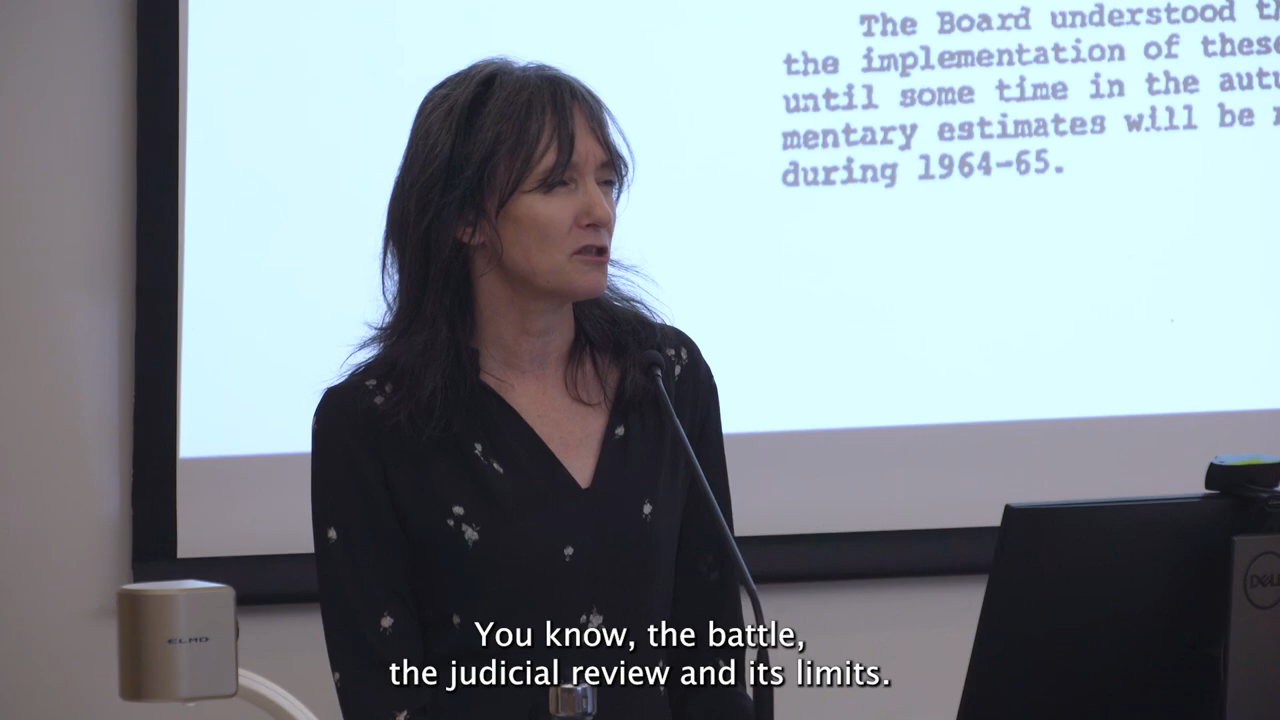 The Board understood
the implementation of these
until some time in the
mentary estimates will be
during 1964-65.
ELMO
DELL
You know, the battle,
the judicial review and its limits.